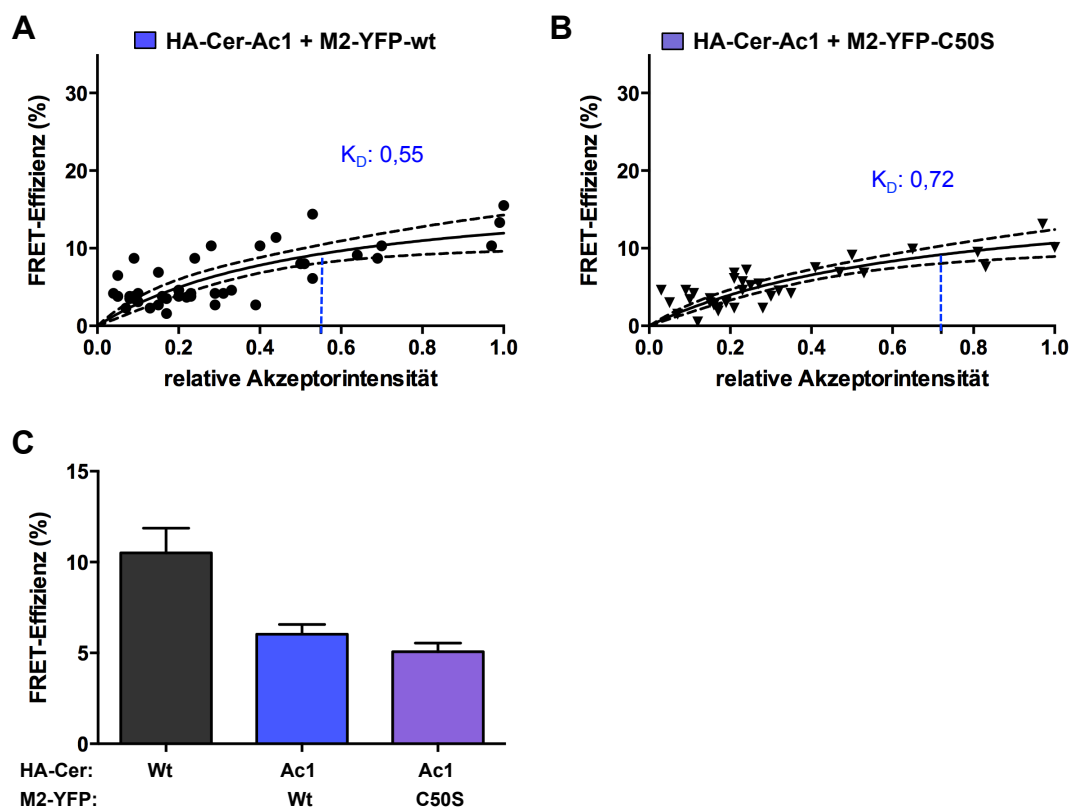 A
HA-Cer-Ac1 + M2-YFP-wt
FRET-Effizienz (%)
30
20
10
0
K_D: 0,55
0.0 0.2 0.4 0.6 0.8 1.0
relative Akzeptorintensität
B
HA-Cer-Ac1 + M2-YFP-C50S
FRET-Effizienz (%)
30
20
10
0
K_D: 0,72
0.0 0.2 0.4 0.6 0.8 1.0
relative Akzeptorintensität
C
FRET-Effizienz (%)
15
10
5
0
HA-Cer: Wt Ac1 Ac1
M2-YFP: Wt C50S